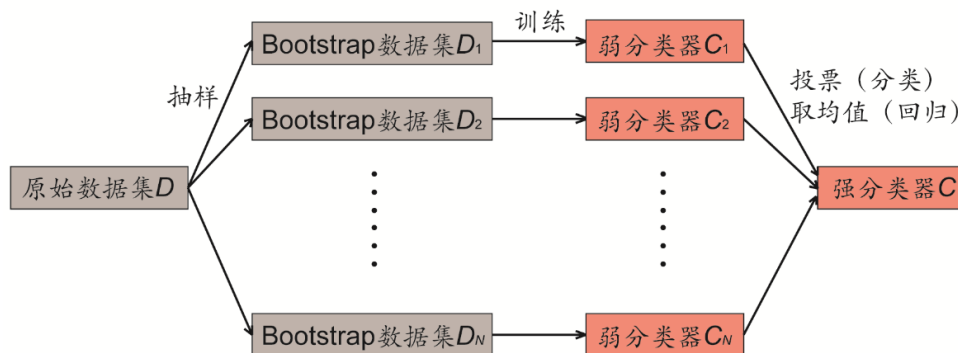 Bootstrap数据集D₁
训练
弱分类器C₁
抽样
投票（分类）
取均值（回归）
Bootstrap数据集D₂
弱分类器C₂
原始数据集D
强分类器C
Bootstrap数据集Dₙ
弱分类器Cₙ